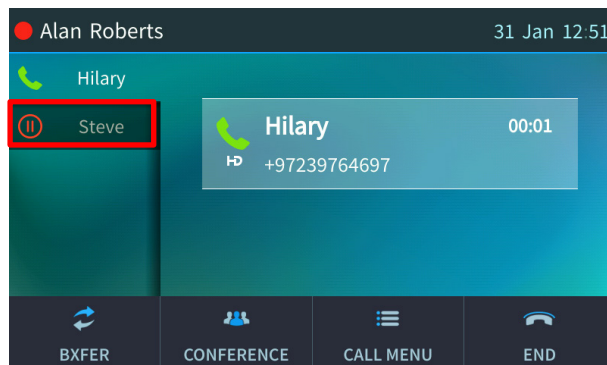 Alan Roberts 31 Jan 12:51
Hilary
Steve
Hilary 00:01
HD +97239764697
BXFER CONFERENCE CALL MENU END